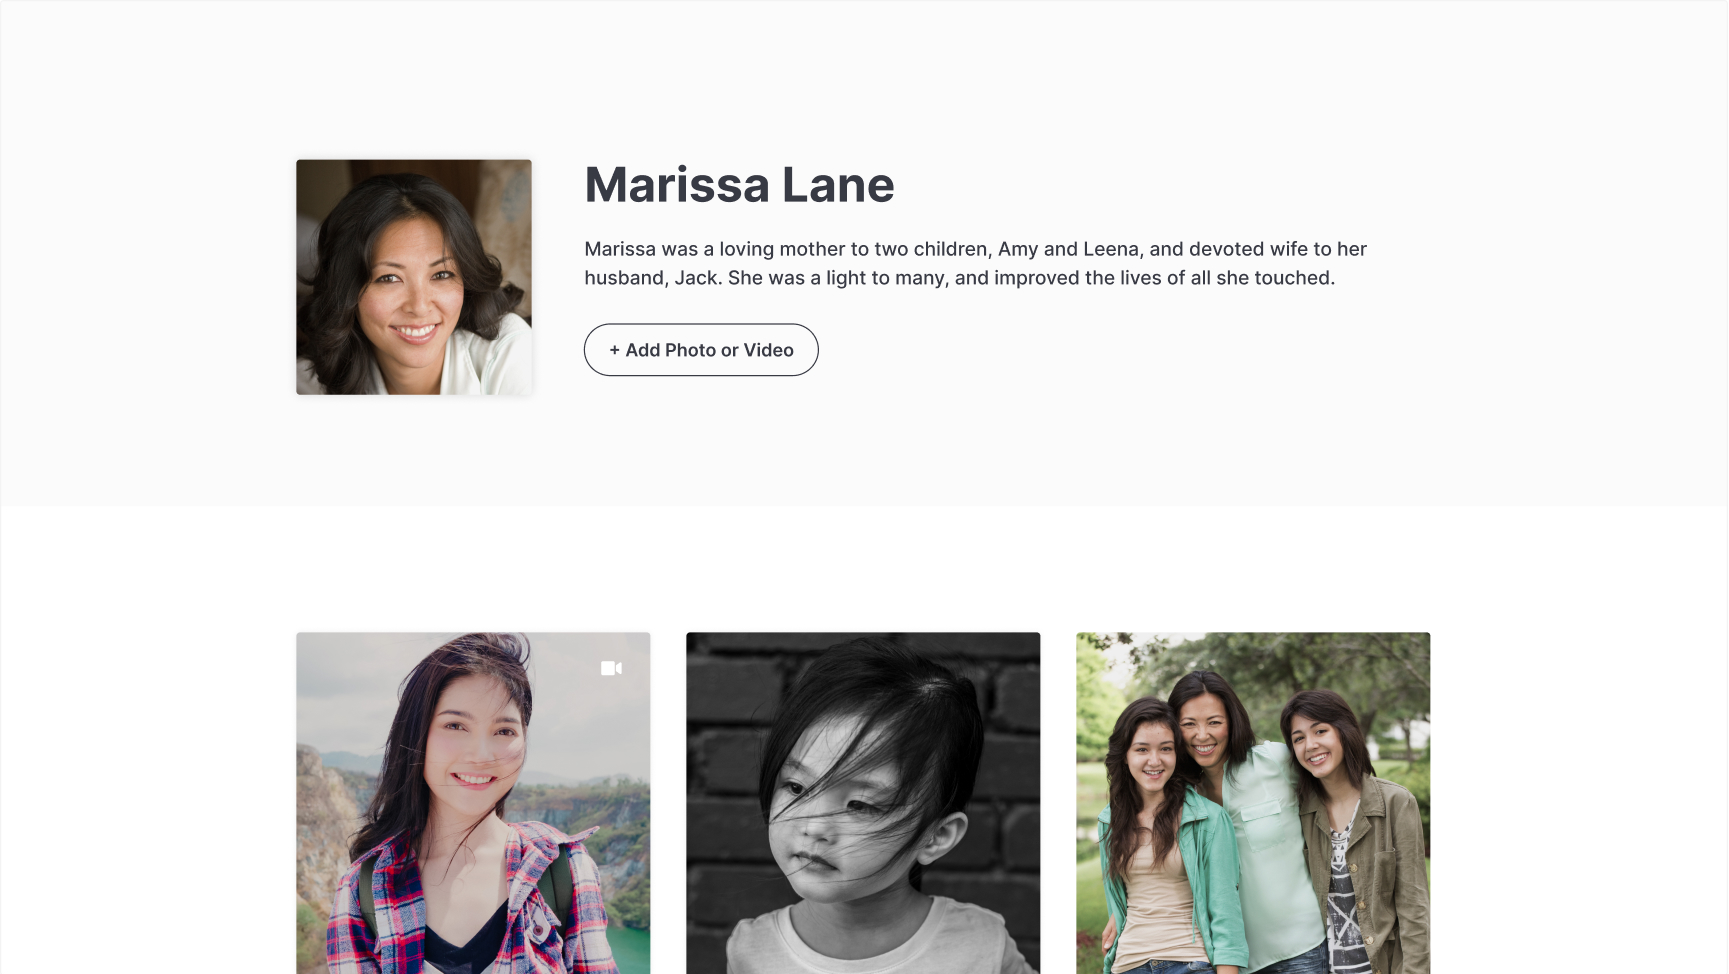 Marissa Lane
Marissa was a loving mother to two children, Amy and Leena, and devoted wife to her
husband, Jack. She was a light to many, and improved the lives of all she touched.
+ Add Photo or Video